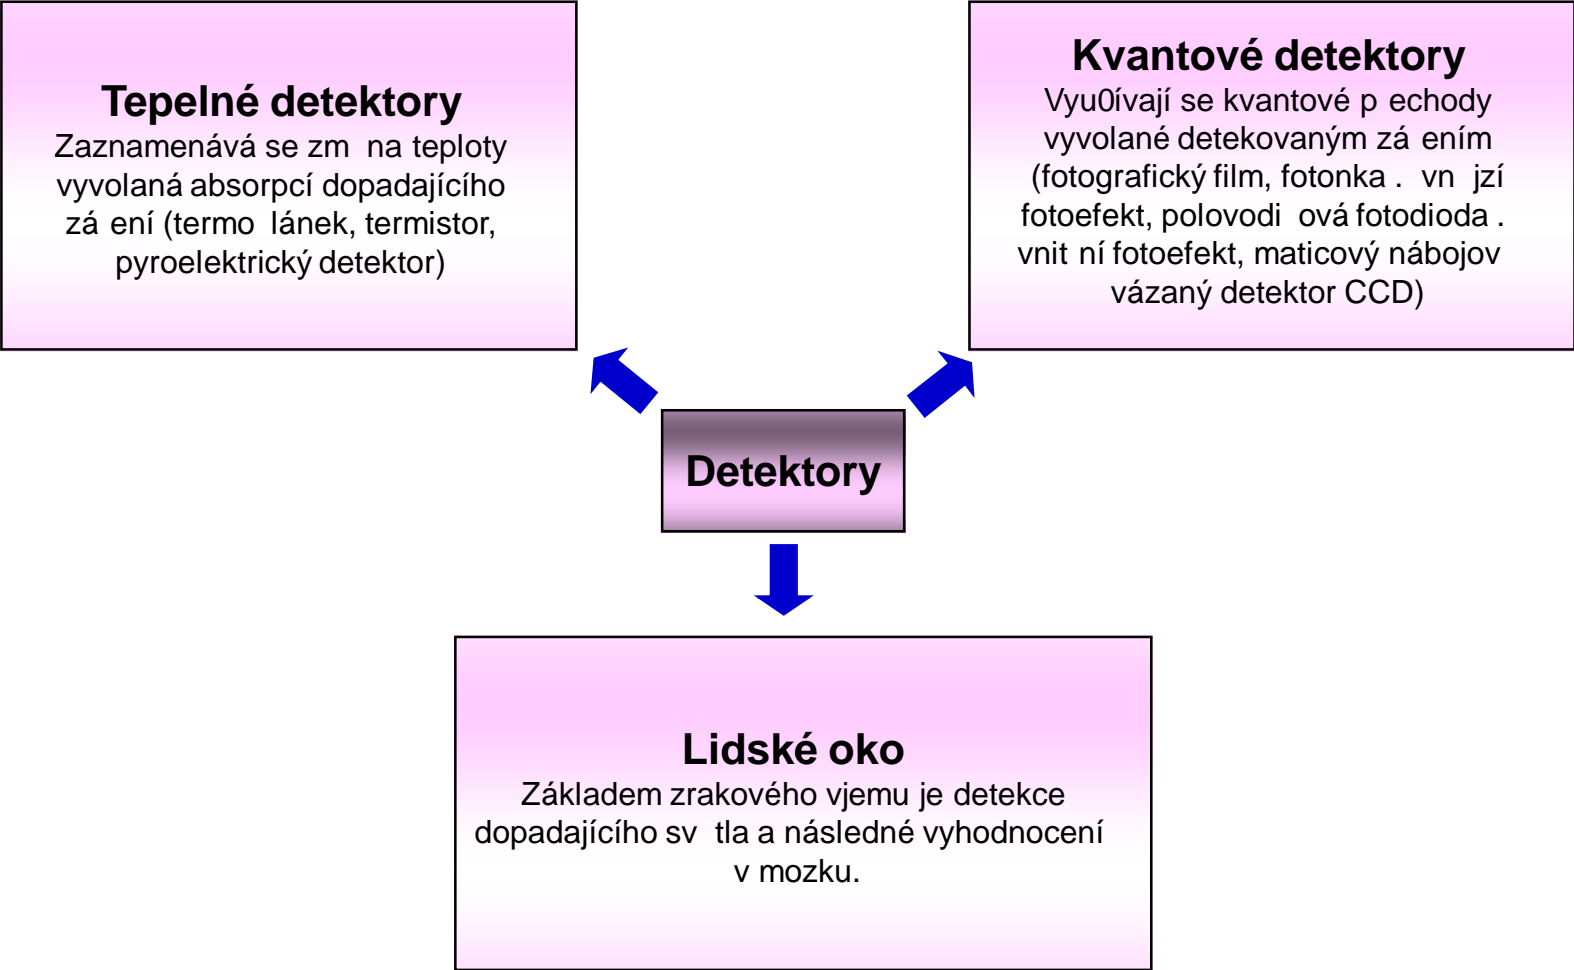 Tepelné detektory
Zaznamenává se zm na teploty
vyvolaná absorpcí dopadajícího
zá ení (termo lánek, termistor,
pyroelektrický detektor)
Kvantové detektory
Vyu0ívají se kvantové p echody
vyvolané detekovaným zá ením
(fotografický film, fotonka . vn jzí
fotoefekt, polovodi ová fotodioda .
vnit ní fotoefekt, maticový nábojov
vázaný detektor CCD)
Detektory
Lidské oko
Základem zrakového vjemu je detekce
dopadajícího sv tla a následné vyhodnocení
v mozku.